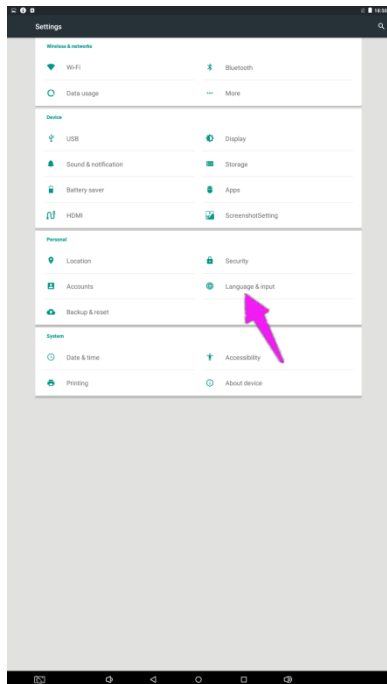 Settings
Wireless & networks
Wi-Fi
Bluetooth
Data usage
More
Device
USB
Display
Sound & notification
Storage
Battery saver
Apps
HDMI
ScreenshotSetting
Personal
Location
Security
Accounts
Language & input
Backup & reset
System
Date & time
Accessibility
Printing
About device